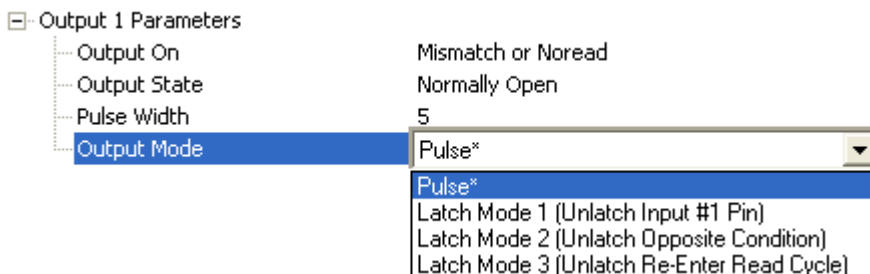 Output 1 Parameters
Output On Mismatch or Noread
Output State Normally Open
Pulse Width 5
Output Mode Pulse*
Pulse*
Latch Mode 1 (Unlatch Input #1 Pin)
Latch Mode 2 (Unlatch Opposite Condition)
Latch Mode 3 (Unlatch Re-Enter Read Cycle)